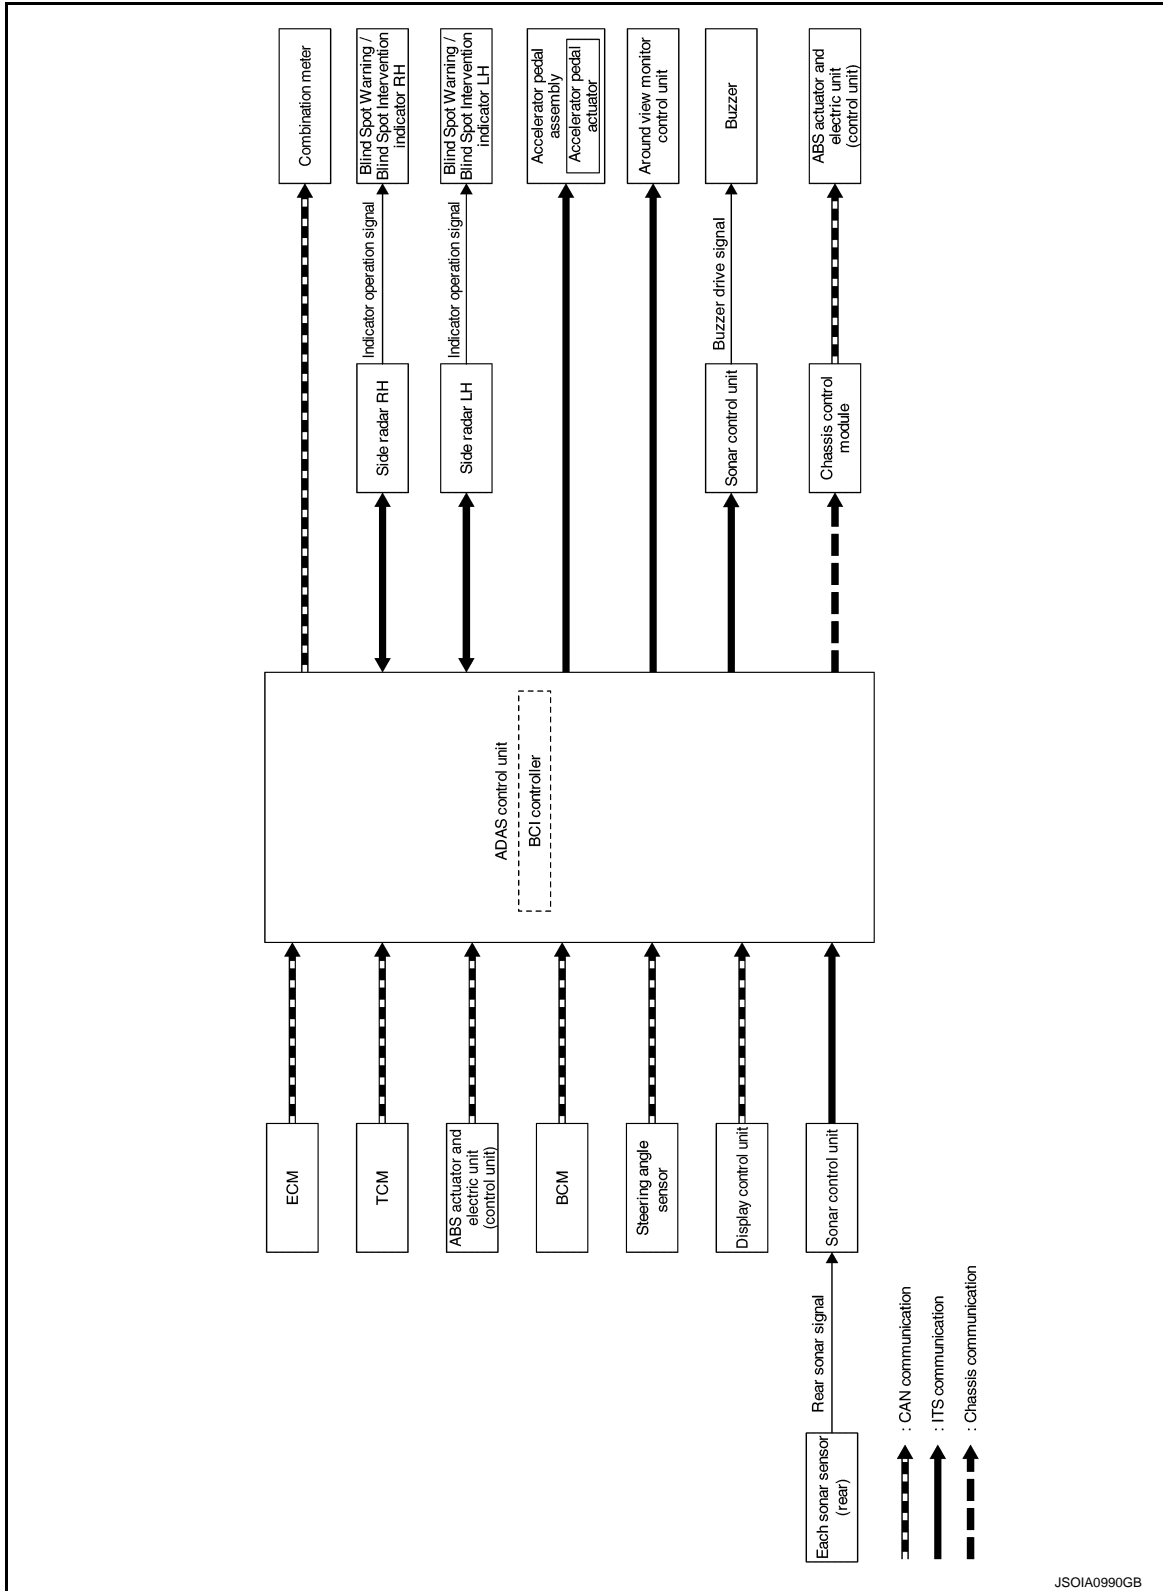 Combination meter
Blind Spot Warning /
Blind Spot Intervention
indicator RH
Blind Spot Warning /
Blind Spot Intervention
indicator LH
Accelerator pedal
assembly
Accelerator pedal
actuator
Around view monitor
control unit
Buzzer
ABS actuator and
electric unit
(control unit)
Indicator operation signal
Indicator operation signal
Buzzer drive signal
Side radar RH
Side radar LH
Sonar control unit
Chassis control
module
ADAS control unit
BCI controller
ECM
TCM
ABS actuator and
electric unit
(control unit)
BCM
Steering angle
sensor
Display control unit
Sonar control unit
Rear sonar signal
Each sonar sensor
(rear)
: CAN communication
: ITS communication
: Chassis communication
JSOIA0990GB